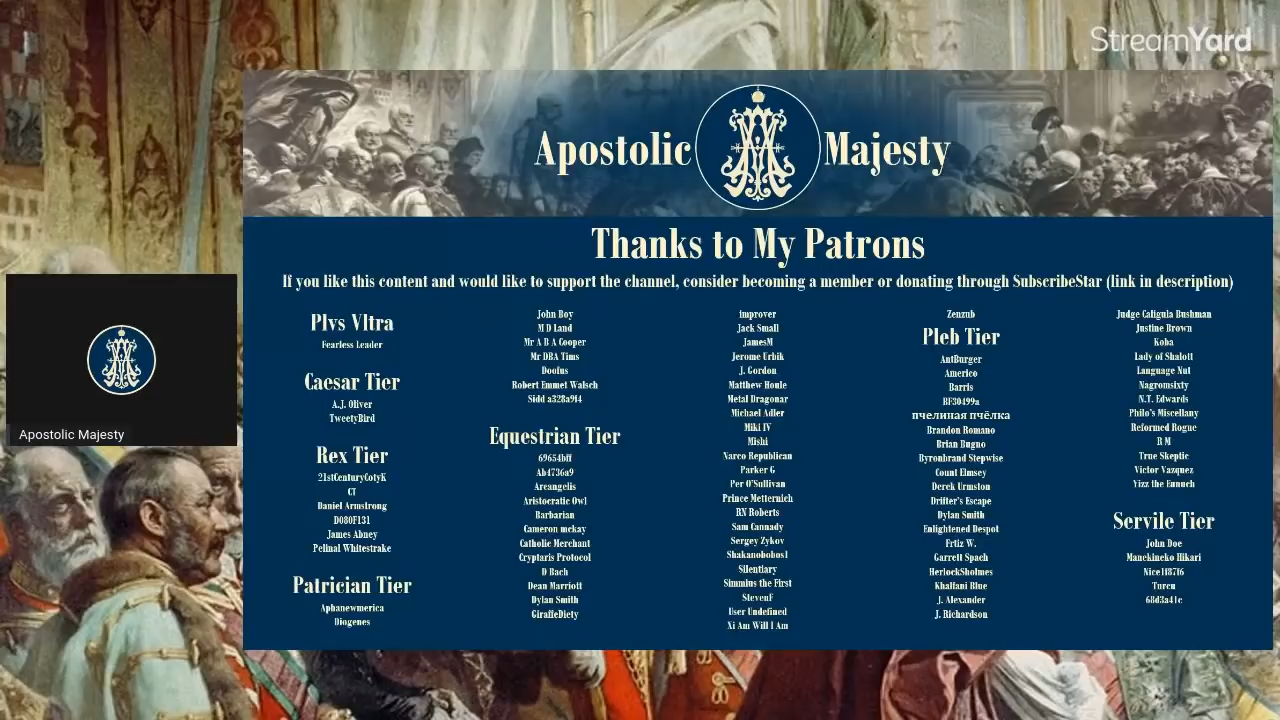 StreamYard
Apostolic Majesty
Thanks to My Patrons
If you like this content and would like to support the channel, consider becoming a member or donating through SubscribeStar (link in description)
Plvs Vltra
Fearless Leader
Caesar Tier
A.J. Oliver
TweetyBird
Rex Tier
21stCenturyCotyK
CT
Daniel Armstrong
D080F131
James Abney
Pelinal Whitestrake
Patrician Tier
Aphanewmerica
Diogenes
John Boy
M D Land
Mr A B A Cooper
Mr DBA Tims
Doofus
Robert Emmet Walsch
Sidd a328a9f4
Equestrian Tier
69654bff
Ab4736a9
Arcangelis
Aristocratic Owl
Barbarian
Cameron mckay
Catholic Merchant
Cryptaris Protocol
D Bach
Dean Marriott
Dylan Smith
GiraffeDiety
improver
Jack Small
JamesM
Jerome Urbik
J. Gordon
Matthew Houle
Metal Dragonar
Michael Adler
Miki IV
Mishi
Narco Republican
Parker G
Per O'Sullivan
Prince Metternich
RN Roberts
Sam Cannady
Sergey Zykov
Shakanobobos1
Silentiary
Simmius the First
StevenF
User Undefined
Xi Am Will I Am
Zenzub
Pleb Tier
AntBurger
Americo
Barris
BF30499a
пчелиная пчёлка
Brandon Romano
Brian Bugno
Byronbrand Stepwise
Count Elmsey
Derek Urmston
Drifter's Escape
Dylan Smith
Enlightened Despot
Frtiz W.
Garrett Spach
HerlockSholmes
Khallani Blue
J. Alexander
J. Richardson
Judge Caligula Bushman
Justine Brown
Koba
Lady of Shalott
Language Nut
Nagromsixty
N.T. Edwards
Philo's Miscellany
Reformed Rogue
R M
True Skeptic
Victor Vazquez
Yizz the Eunuch
Servile Tier
John Doe
Manekineko Hikari
Nice1f87f6
Turcu
68d3a41c
Apostolic Majesty